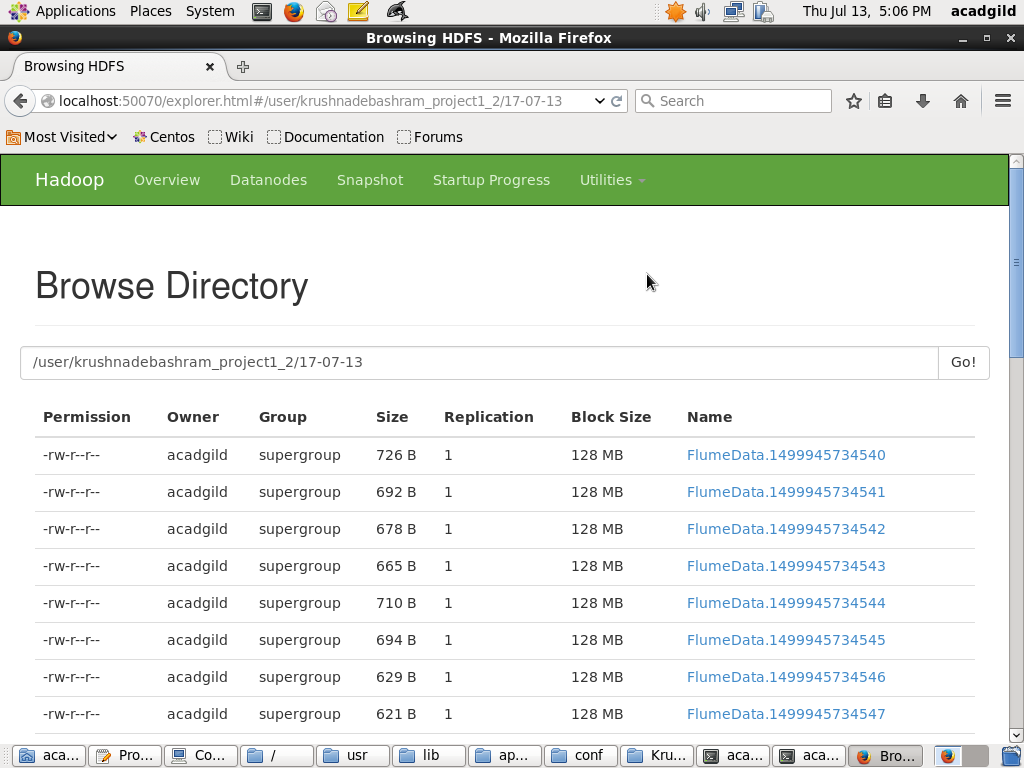 Applications Places System Thu Jul 13, 5:06 PM acadgild
Browsing HDFS - Mozilla Firefox
Browsing HDFS
localhost:50070/explorer.html#/user/krushnadebashram_project1_2/17-07-13 Search
Most Visited Centos Wiki Documentation Forums
Hadoop Overview Datanodes Snapshot Startup Progress Utilities
Browse Directory
/user/krushnadebashram_project1_2/17-07-13 Go!
Permission Owner Group Size Replication Block Size Name
-rw-r--r-- acadgild supergroup 726 B 1 128 MB FlumeData.1499945734540
-rw-r--r-- acadgild supergroup 692 B 1 128 MB FlumeData.1499945734541
-rw-r--r-- acadgild supergroup 678 B 1 128 MB FlumeData.1499945734542
-rw-r--r-- acadgild supergroup 665 B 1 128 MB FlumeData.1499945734543
-rw-r--r-- acadgild supergroup 710 B 1 128 MB FlumeData.1499945734544
-rw-r--r-- acadgild supergroup 694 B 1 128 MB FlumeData.1499945734545
-rw-r--r-- acadgild supergroup 629 B 1 128 MB FlumeData.1499945734546
-rw-r--r-- acadgild supergroup 621 B 1 128 MB FlumeData.1499945734547
aca... Pro... Co... / usr lib ap... conf Kru... aca... aca... Bro...